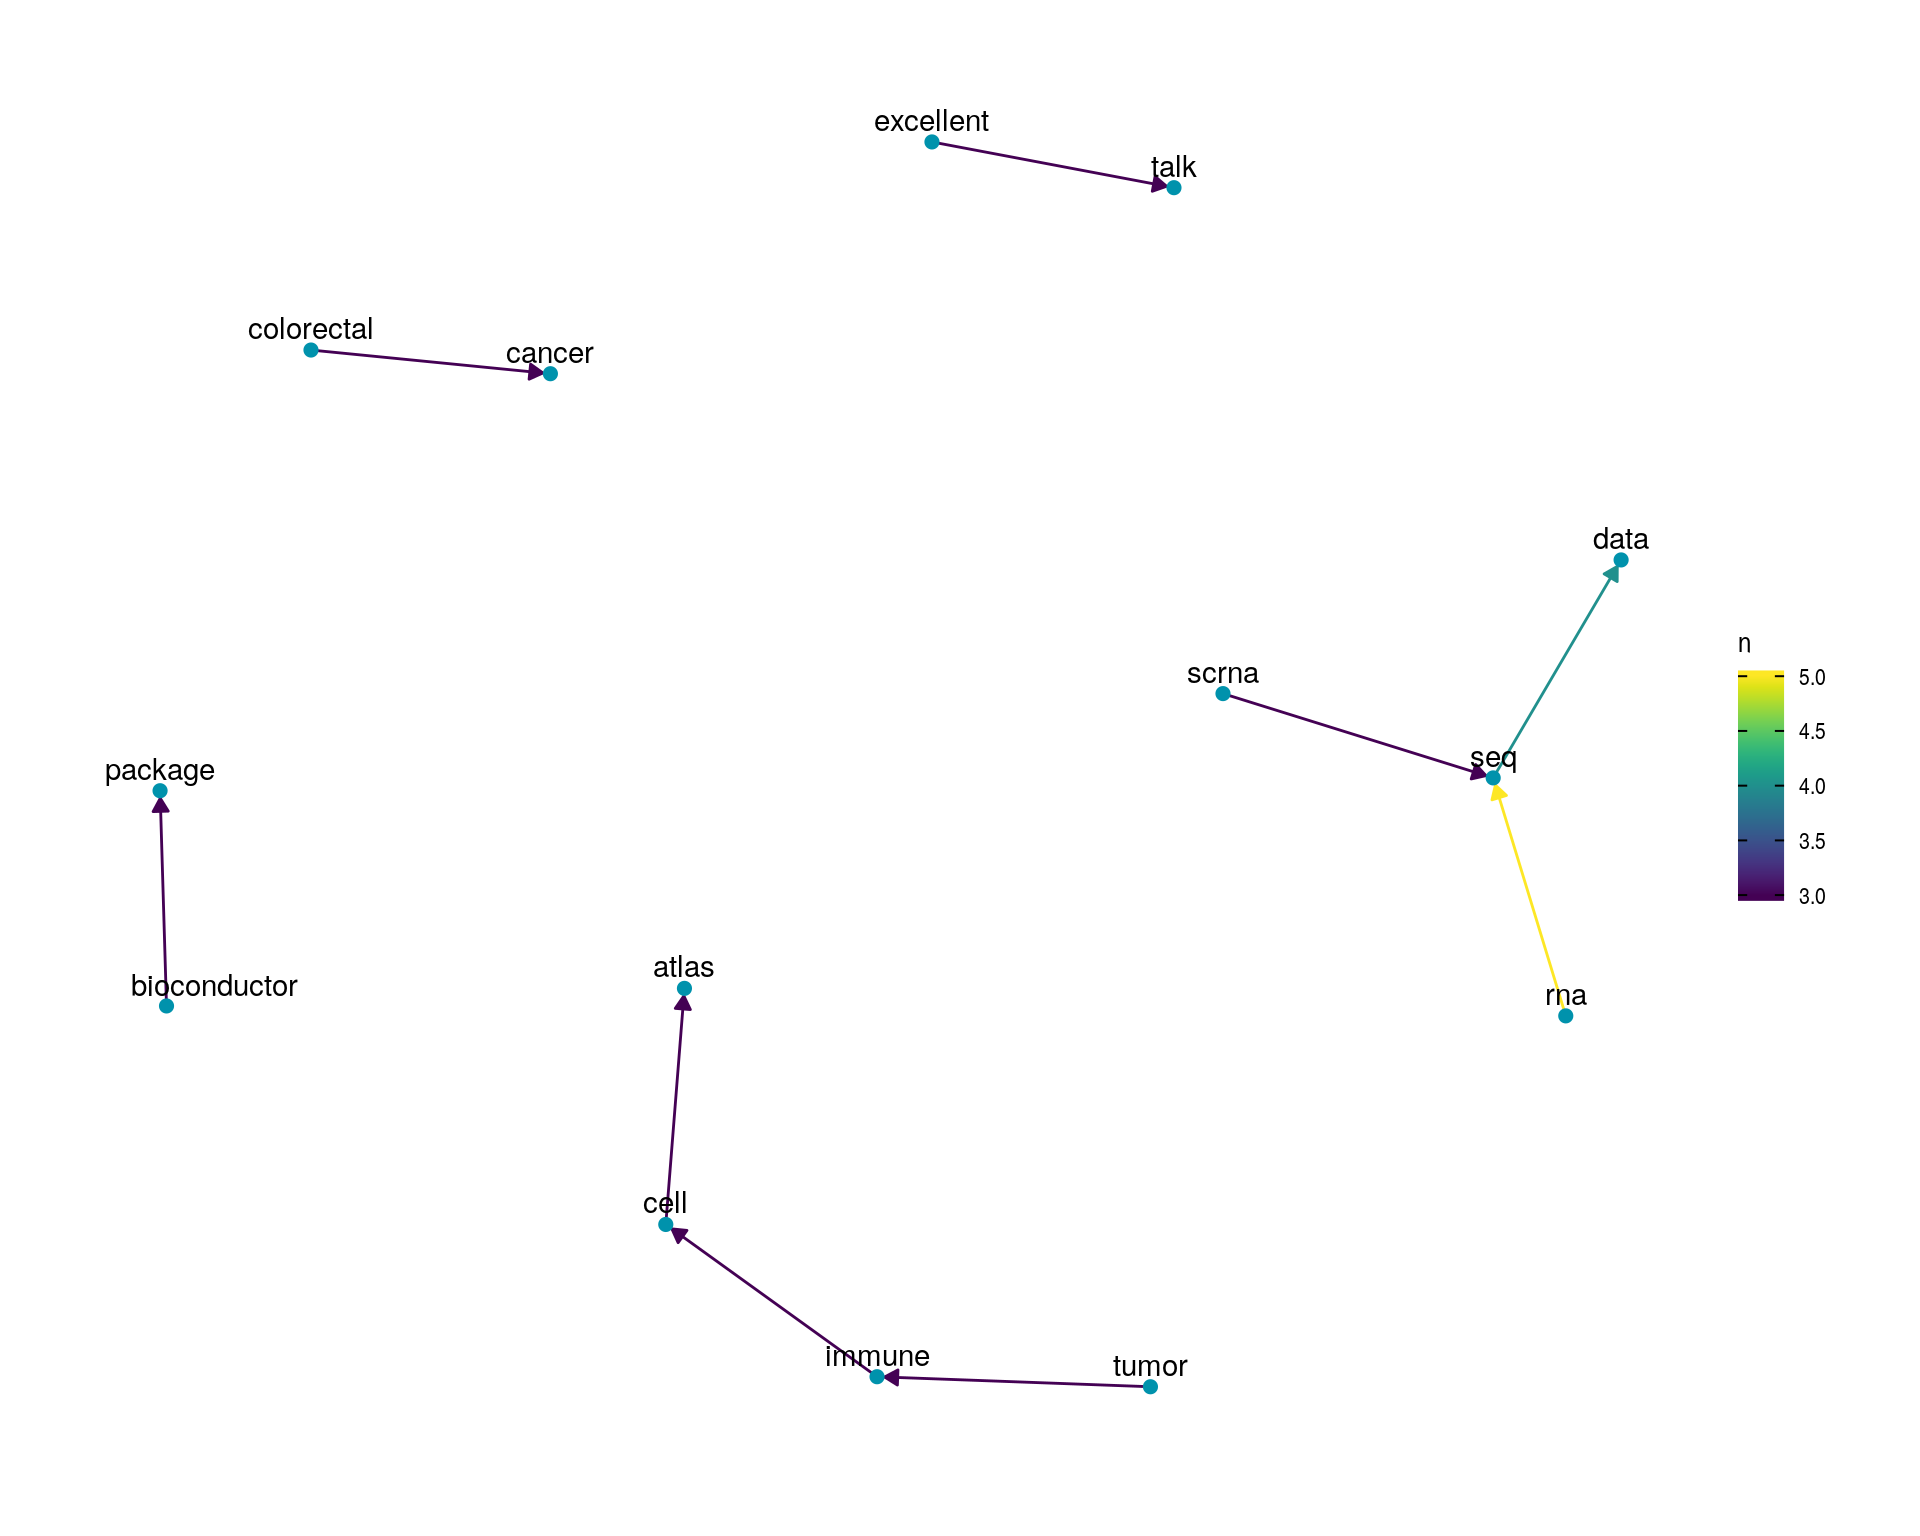 excellent
talk
colorectal
cancer
data
n
scrna
5.0
4.5
seq
package
4.0
3.5
3.0
atlas
bioconductor
rna
cell
immune
tumor